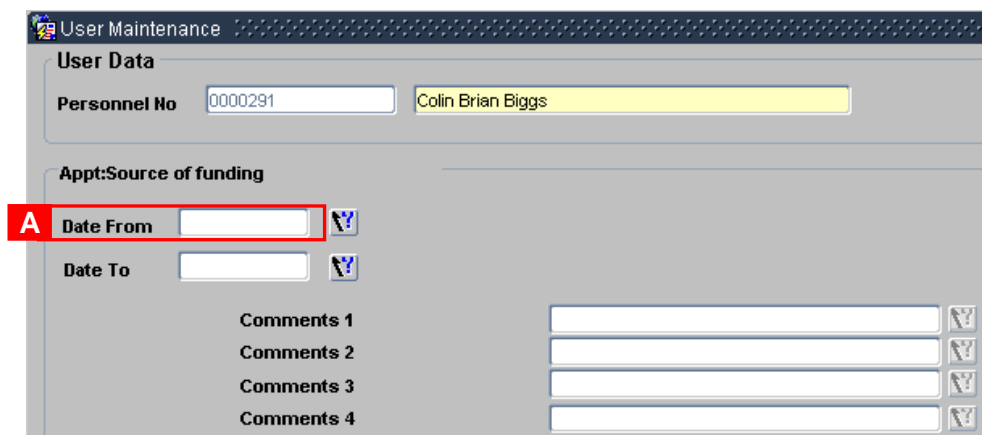 User Maintenance
User Data
Personnel No 0000291 Colin Brian Biggs
Appt:Source of funding
A Date From
Date To
Comments 1
Comments 2
Comments 3
Comments 4